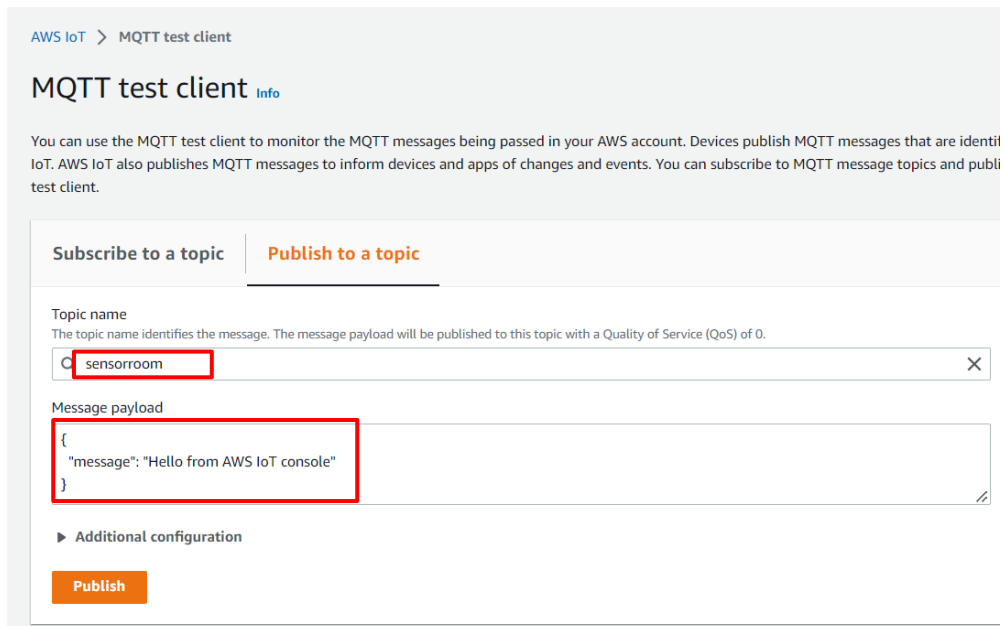 AWS IoT > MQTT test client
MQTT test client Info
You can use the MQTT test client to monitor the MQTT messages being passed in your AWS account. Devices publish MQTT messages that are
IoT. AWS IoT also publishes MQTT messages to inform devices and apps of changes and events. You can subscribe to MQTT message topics and
test client.
Subscribe to a topic
Publish to a topic
Topic name
The topic name identifies the message. The message payload will be published to this topic with a Quality of Service (QoS) of 0.
sensorroom
Message payload
{
"message": "Hello from AWS IoT console"
}
Additional configuration
Publish